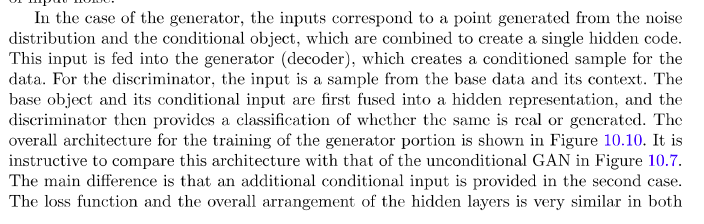 In the case of the generator, the inputs correspond to a point generated from the noise
distribution and the conditional object, which are combined to create a single hidden code.
This input is fed into the generator (decoder), which creates a conditioned sample for the
data. For the discriminator, the input is a sample from the base data and its context. The
base object and its conditional input are first fused into a hidden representation, and the
discriminator then provides a classification of whether the same is real or generated. The
overall architecture for the training of the generator portion is shown in Figure 10.10. It is
instructive to compare this architecture with that of the unconditional GAN in Figure 10.7.
The main difference is that an additional conditional input is provided in the second case.
The loss function and the overall arrangement of the hidden layers is very similar in both